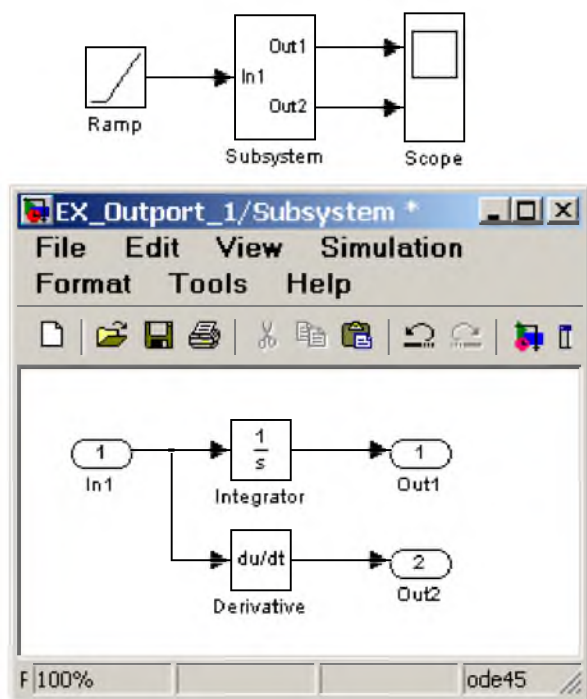 Out1
In1
Out2
Ramp
Subsystem
Scope
EX_Outport_1/Subsystem *
File Edit View Simulation
Format Tools Help
1
In1
1
s
Integrator
1
Out1
du/dt
Derivative
2
Out2
F 100% ode45